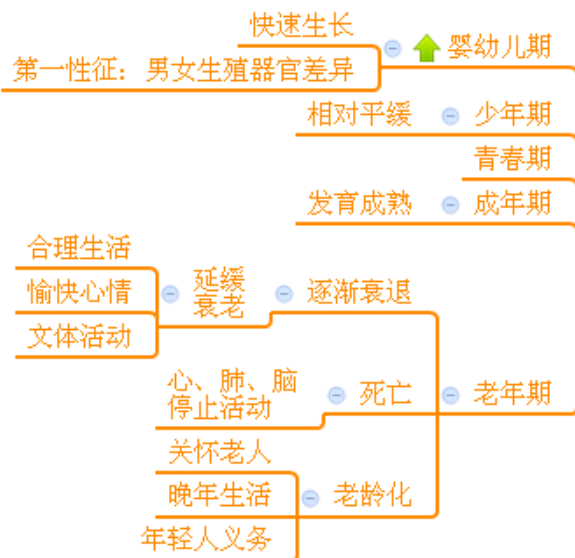 快速生长
第一性征：男女生殖器官差异
婴幼儿期
相对平缓
少年期
青春期
发育成熟
成年期
合理生活
愉快心情
文体活动
延缓
衰老
逐渐衰退
心、肺、脑
停止活动
死亡
老年期
关怀老人
晚年生活
年轻人义务
老龄化